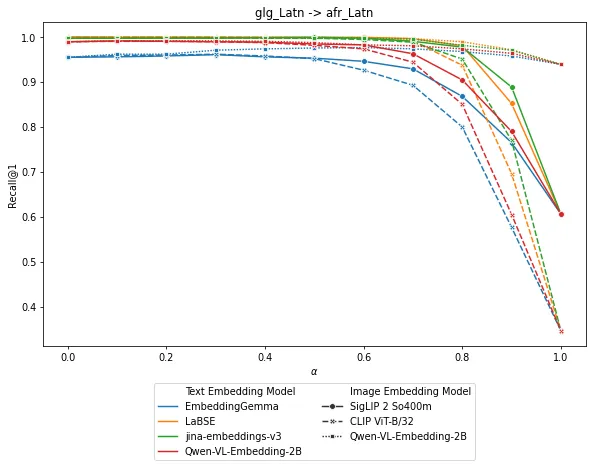 glg_Latn -> afr_Latn
Recall@1
1.0
0.9
0.8
0.7
0.6
0.5
0.4
0.0 0.2 0.4 0.6 0.8 1.0
α
Text Embedding Model Image Embedding Model
EmbeddingGemma SigLIP 2 So400m
LaBSE CLIP ViT-B/32
jina-embeddings-v3 Qwen-VL-Embedding-2B
Qwen-VL-Embedding-2B